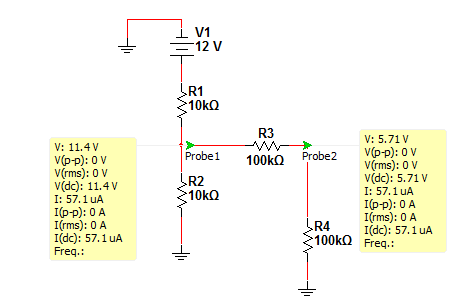 V1
12 V
R1
10kΩ
R3
100kΩ
Probe1
Probe2
R2
10kΩ
R4
100kΩ
V: 11.4 V
V(p-p): 0 V
V(rms): 0 V
V(dc): 11.4 V
I: 57.1 uA
I(p-p): 0 A
I(rms): 0 A
I(dc): 57.1 uA
Freq.:
V: 5.71 V
V(p-p): 0 V
V(rms): 0 V
V(dc): 5.71 V
I: 57.1 uA
I(p-p): 0 A
I(rms): 0 A
I(dc): 57.1 uA
Freq.: